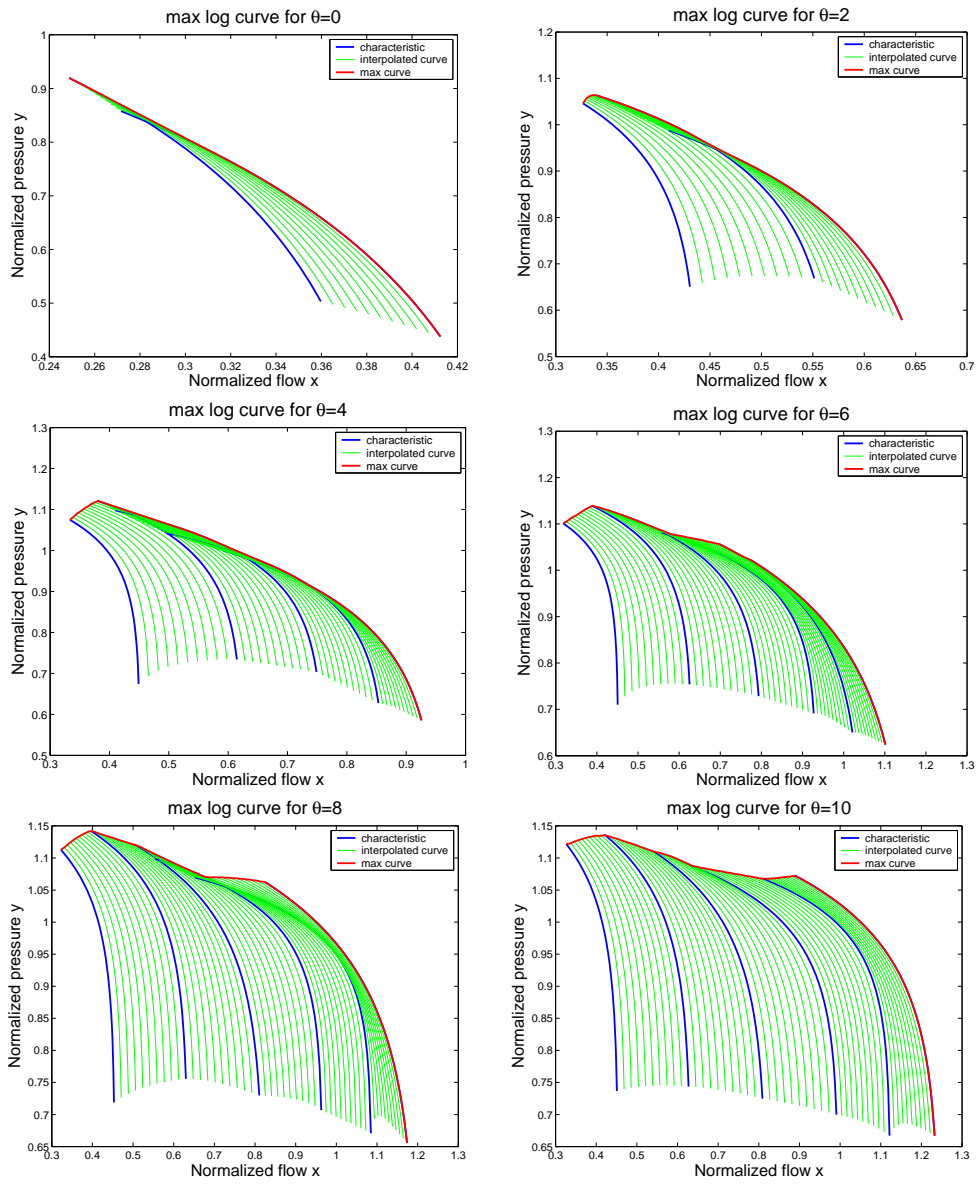 max log curve for θ=0
characteristic
interpolated curve
max curve
Normalized pressure y
1
0.9
0.8
0.7
0.6
0.5
0.4
0.24 0.26 0.28 0.3 0.32 0.34 0.36 0.38 0.4 0.42
Normalized flow x
max log curve for θ=2
characteristic
interpolated curve
max curve
Normalized pressure y
1.2
1.1
1
0.9
0.8
0.7
0.6
0.5
0.3 0.35 0.4 0.45 0.5 0.55 0.6 0.65 0.7
Normalized flow x
max log curve for θ=4
characteristic
interpolated curve
max curve
Normalized pressure y
1.3
1.2
1.1
1
0.9
0.8
0.7
0.6
0.5
0.3 0.4 0.5 0.6 0.7 0.8 0.9 1
Normalized flow x
max log curve for θ=6
characteristic
interpolated curve
max curve
Normalized pressure y
1.3
1.2
1.1
1
0.9
0.8
0.7
0.6
0.3 0.4 0.5 0.6 0.7 0.8 0.9 1 1.1 1.2 1.3
Normalized flow x
max log curve for θ=8
characteristic
interpolated curve
max curve
Normalized pressure y
1.15
1.1
1.05
1
0.95
0.9
0.85
0.8
0.75
0.7
0.65
0.3 0.4 0.5 0.6 0.7 0.8 0.9 1 1.1 1.2 1.3
Normalized flow x
max log curve for θ=10
characteristic
interpolated curve
max curve
Normalized pressure y
1.15
1.1
1.05
1
0.95
0.9
0.85
0.8
0.75
0.7
0.65
0.3 0.4 0.5 0.6 0.7 0.8 0.9 1 1.1 1.2 1.3
Normalized flow x